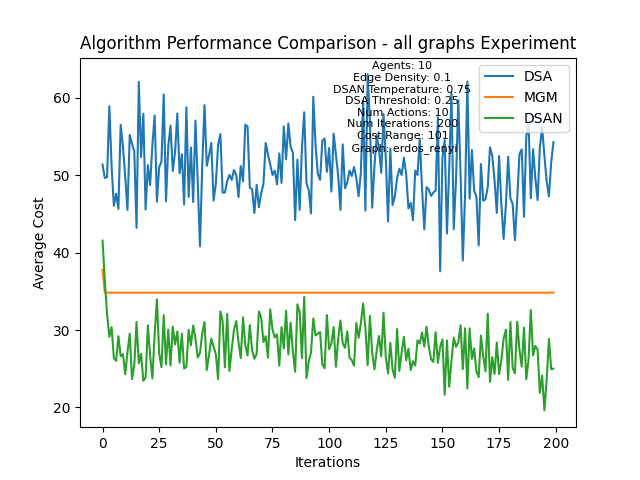 Algorithm Performance Comparison - all graphs Experiment
Agents: 10
Edge Density: 0.1
DSAN Temperature: 0.75
DSA Threshold: 0.25
Num Actions: 10
Num Iterations: 200
Cost Range: 101
Graph: erdos_renyi
DSA
MGM
DSAN
Average Cost
60
50
40
30
20
0 25 50 75 100 125 150 175 200
Iterations